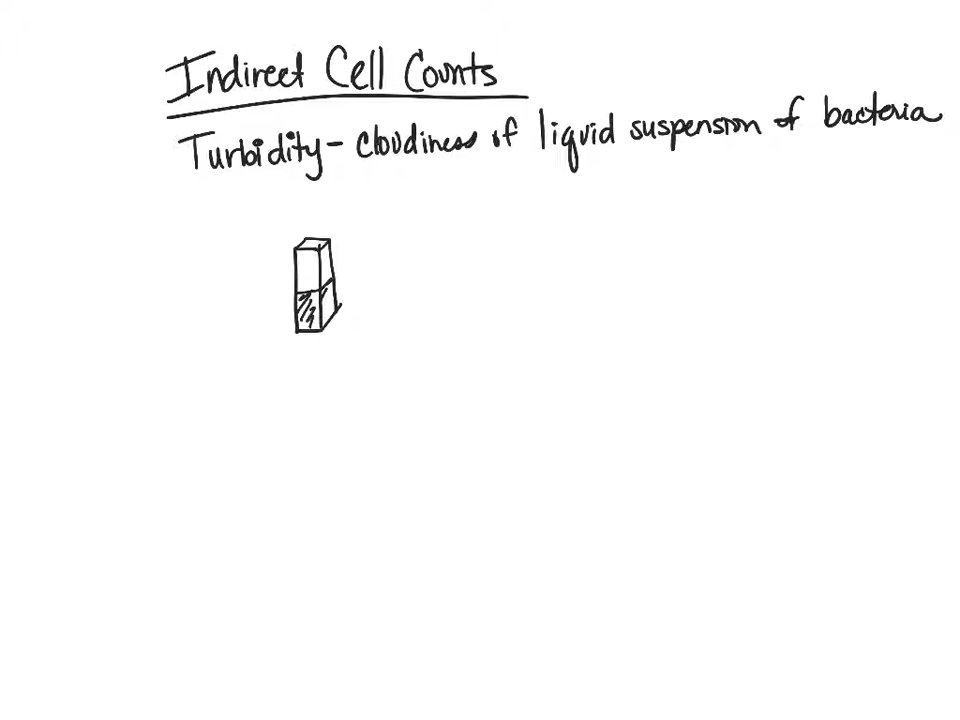 Indirect Cell Counts
Turbidity - cloudiness of liquid suspension of bacteria